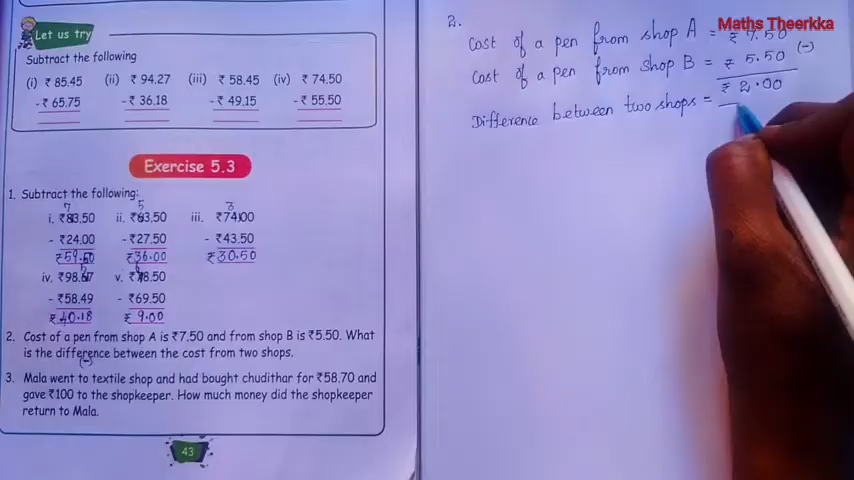 Let us try
Subtract the following
(i) ₹ 85.45 (ii) ₹ 94.27 (iii) ₹ 58.45 (iv) ₹ 74.50
- ₹ 65.75 - ₹ 36.18 - ₹ 49.15 - ₹ 55.50
Exercise 5.3
1. Subtract the following:
7 5 3
i. ₹83.50 ii. ₹63.50 iii. ₹74.00
- ₹24.00 - ₹27.50 - ₹43.50
₹59.50 ₹36.00 ₹30.50
iv. ₹98.67 v. ₹78.50
- ₹58.49 - ₹69.50
₹40.18 ₹9.00
2. Cost of a pen from shop A is ₹7.50 and from shop B is ₹5.50. What
is the difference between the cost from two shops.
(-)
3. Mala went to textile shop and had bought chudithar for ₹58.70 and
gave ₹100 to the shopkeeper. How much money did the shopkeeper
return to Mala.
43
Maths Theerkka
2.
Cost of a pen from shop A = ₹ 7.50
Cost of a pen from shop B = ₹ 5.50 (-)
Difference between two shops = ₹ 2.00